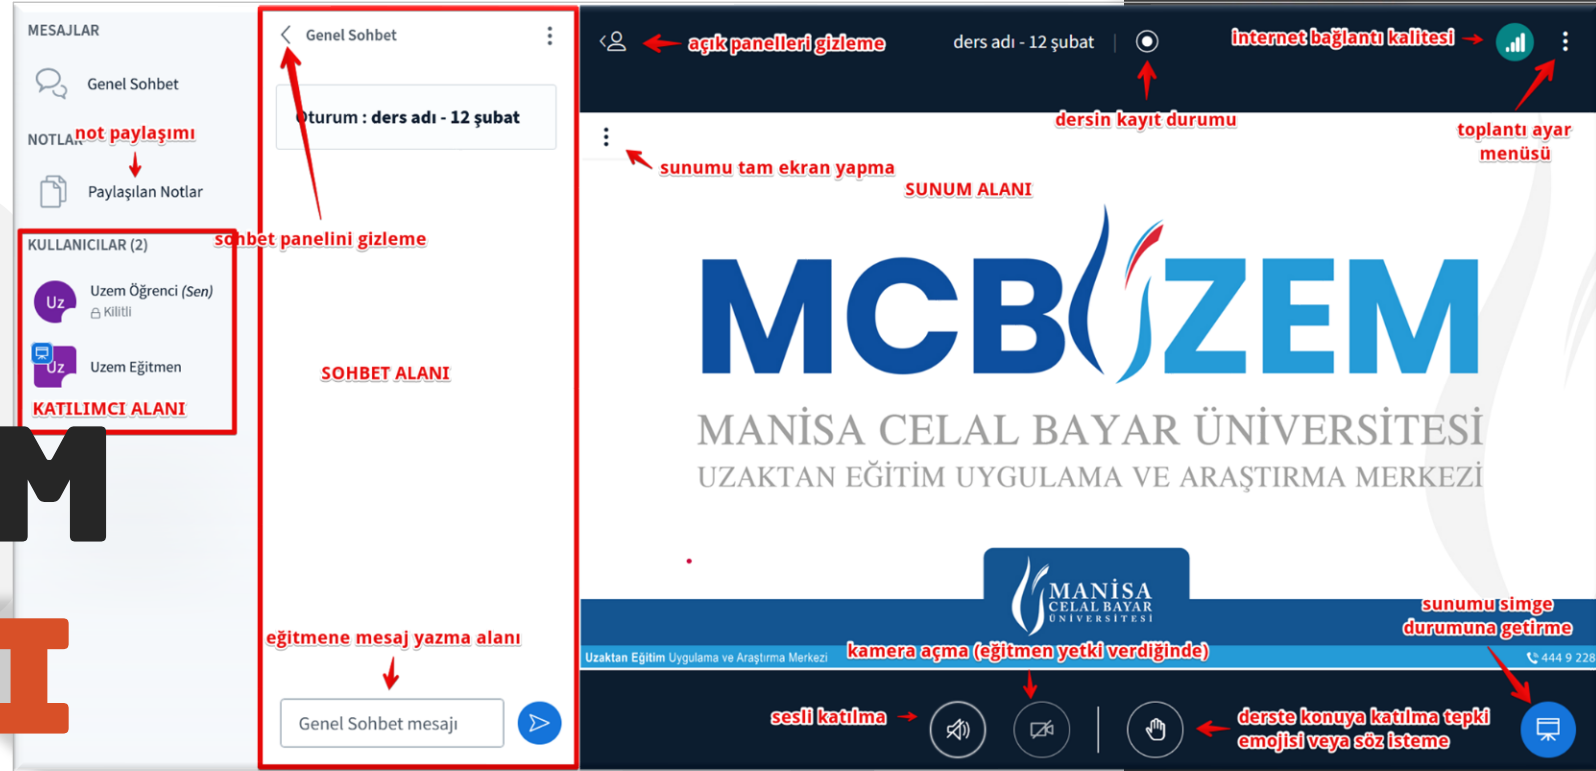 MESAJLAR
Genel Sohbet
NOTLAR
not paylaşımı
Paylaşılan Notlar
KULLANICILAR (2)
Uz
Uzem Öğrenci (Sen)
Kilitli
Uz
Uzem Eğitmen
KATILIMCI ALANI
M
I
Genel Sohbet
Oturum : ders adı - 12 şubat
sohbet panelini gizleme
SOHBET ALANI
eğitmene mesaj yazma alanı
Genel Sohbet mesajı
açık panelleri gizleme
ders adı - 12 şubat
internet bağlantı kalitesi
dersin kayıt durumu
toplantı ayar
menüsü
sunumu tam ekran yapma
SUNUM ALANI
MCBÜZEM
MANİSA CELAL BAYAR ÜNİVERSİTESİ
UZAKTAN EĞİTİM UYGULAMA VE ARAŞTIRMA MERKEZİ
MANİSA
CELAL BAYAR
ÜNİVERSİTESİ
sunumu simge
durumuna getirme
Uzaktan Eğitim Uygulama ve Araştırma Merkezi
kamera açma (eğitmen yetki verdiğinde)
444 9 228
sesli katılma
derste konuya katılma tepki
emojisi veya söz isteme